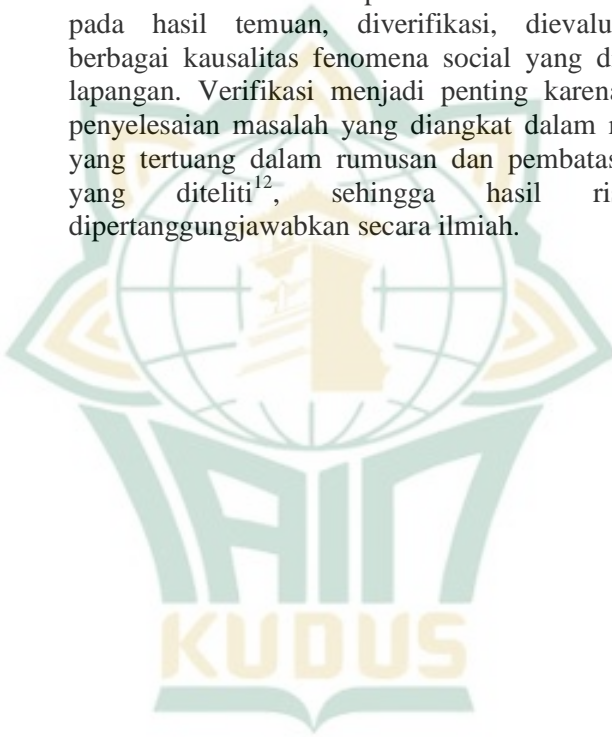 pada hasil temuan, diverifikasi, dievalu
berbagai kausalitas fenomena social yang d
lapangan. Verifikasi menjadi penting karena
penyelesaian masalah yang diangkat dalam
yang tertuang dalam rumusan dan pembatas
yang diteliti¹², sehingga hasil ri
dipertanggungjawabkan secara ilmiah.
IAIN
KUDUS